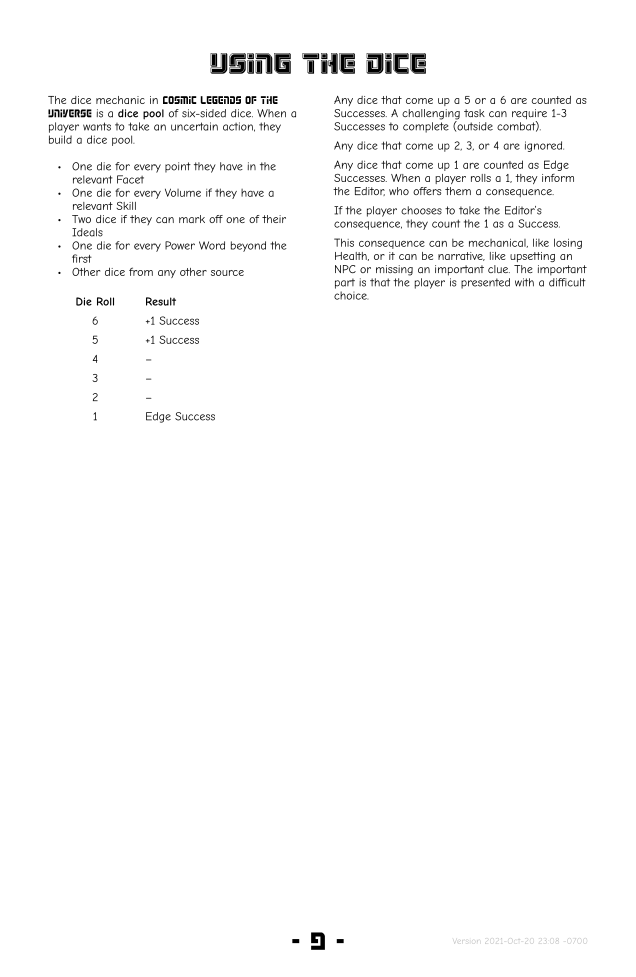 USING THE DICE
The dice mechanic in COSMIC LEGENDS OF THE
UNIVERSE is a dice pool of six-sided dice. When a
player wants to take an uncertain action, they
build a dice pool.
• One die for every point they have in the
relevant Facet
• One die for every Volume if they have a
relevant Skill
• Two dice if they can mark off one of their
Ideals
• One die for every Power Word beyond the
first
• Other dice from any other source
Die Roll Result
6 +1 Success
5 +1 Success
4 –
3 –
2 –
1 Edge Success
Any dice that come up a 5 or a 6 are counted as
Successes. A challenging task can require 1-3
Successes to complete (outside combat).
Any dice that come up 2, 3, or 4 are ignored.
Any dice that come up 1 are counted as Edge
Successes. When a player rolls a 1, they inform
the Editor, who offers them a consequence.
If the player chooses to take the Editor's
consequence, they count the 1 as a Success.
This consequence can be mechanical, like losing
Health, or it can be narrative, like upsetting an
NPC or missing an important clue. The important
part is that the player is presented with a difficult
choice.
- 9 -
Version 2021-Oct-20 23:08 -0700